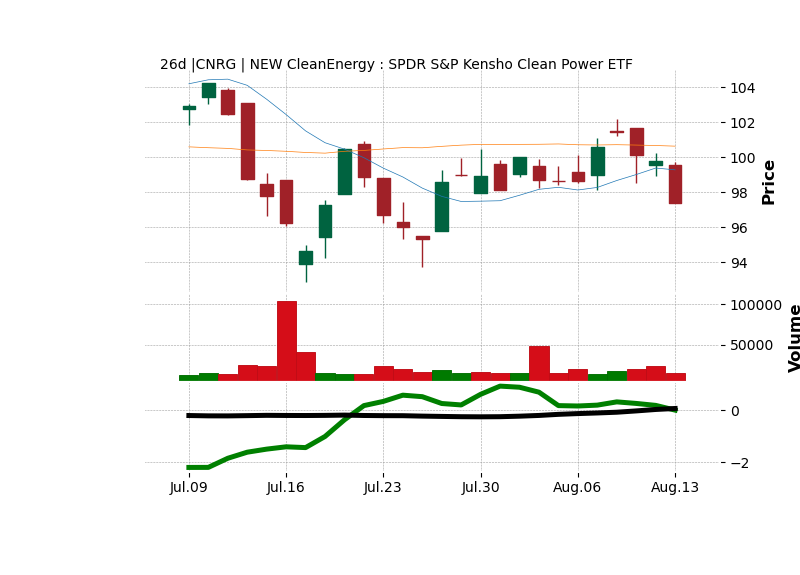 26d |CNRG | NEW CleanEnergy : SPDR S&P Kensho Clean Power ETF
104
102
100
98
96
94
Price
100000
50000
Volume
0
−2
Jul.09 Jul.16 Jul.23 Jul.30 Aug.06 Aug.13